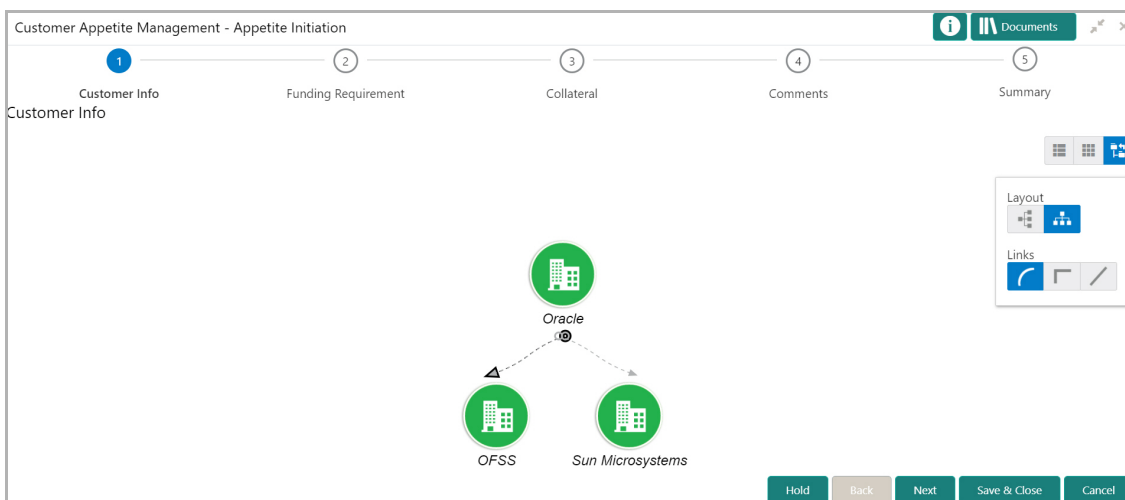 Customer Appetite Management - Appetite Initiation
i Documents
1 2 3 4 5
Customer Info Funding Requirement Collateral Comments Summary
Customer Info
Layout
Links
Oracle
OFSS Sun Microsystems
Hold Back Next Save & Close Cancel